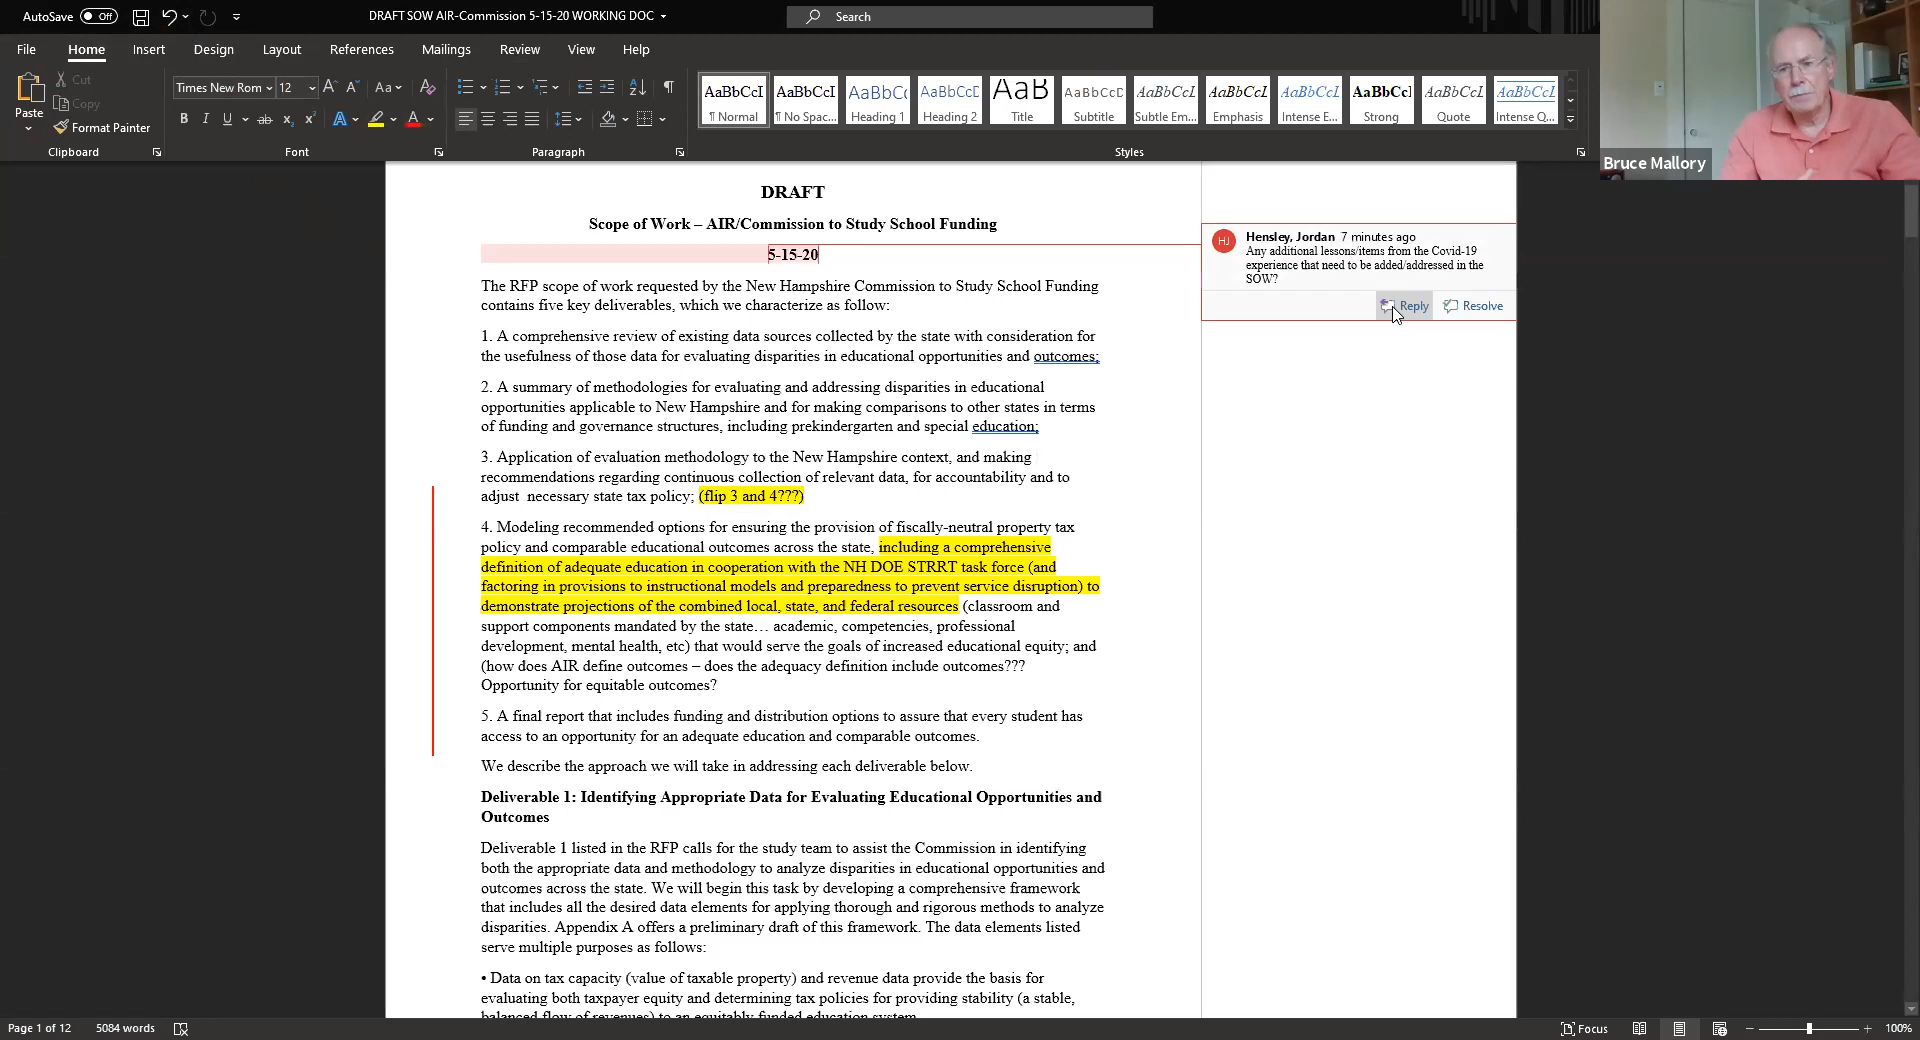 AutoSave Off
DRAFT SOW AIR-Commission 5-15-20 WORKING DOC
Search
File Home Insert Design Layout References Mailings Review View Help
Paste
Cut
Copy
Format Painter
Clipboard
Times New Rom 12
Font
Paragraph
AaBbCcI AaBbCcI AaBbC AaBbCcD AaB AaBbCcD AaBbCcL AaBbCcL AaBbCcL AaBbCcI AaBbCcL AaBbCcL
¶ Normal ¶ No Spac... Heading 1 Heading 2 Title Subtitle Subtle Em... Emphasis Intense E... Strong Quote Intense Q...
Styles
Bruce Mallory
DRAFT
Scope of Work – AIR/Commission to Study School Funding
5-15-20
The RFP scope of work requested by the New Hampshire Commission to Study School Funding
contains five key deliverables, which we characterize as follow:
1. A comprehensive review of existing data sources collected by the state with consideration for
the usefulness of those data for evaluating disparities in educational opportunities and outcomes;
2. A summary of methodologies for evaluating and addressing disparities in educational
opportunities applicable to New Hampshire and for making comparisons to other states in terms
of funding and governance structures, including prekindergarten and special education;
3. Application of evaluation methodology to the New Hampshire context, and making
recommendations regarding continuous collection of relevant data, for accountability and to
adjust necessary state tax policy; (flip 3 and 4???)
4. Modeling recommended options for ensuring the provision of fiscally-neutral property tax
policy and comparable educational outcomes across the state, including a comprehensive
definition of adequate education in cooperation with the NH DOE STRRT task force (and
factoring in provisions to instructional models and preparedness to prevent service disruption) to
demonstrate projections of the combined local, state, and federal resources (classroom and
support components mandated by the state… academic, competencies, professional
development, mental health, etc) that would serve the goals of increased educational equity; and
(how does AIR define outcomes – does the adequacy definition include outcomes???
Opportunity for equitable outcomes?
5. A final report that includes funding and distribution options to assure that every student has
access to an opportunity for an adequate education and comparable outcomes.
We describe the approach we will take in addressing each deliverable below.
Deliverable 1: Identifying Appropriate Data for Evaluating Educational Opportunities and
Outcomes
Deliverable 1 listed in the RFP calls for the study team to assist the Commission in identifying
both the appropriate data and methodology to analyze disparities in educational opportunities and
outcomes across the state. We will begin this task by developing a comprehensive framework
that includes all the desired data elements for applying thorough and rigorous methods to analyze
disparities. Appendix A offers a preliminary draft of this framework. The data elements listed
serve multiple purposes as follows:
• Data on tax capacity (value of taxable property) and revenue data provide the basis for
evaluating both taxpayer equity and determining tax policies for providing stability (a stable,
balanced flow of revenues) to an equitably funded education system
HJ
Hensley, Jordan 7 minutes ago
Any additional lessons/items from the Covid-19
experience that need to be added/addressed in the
SOW?
Reply Resolve
Page 1 of 12 5084 words
Focus
100%